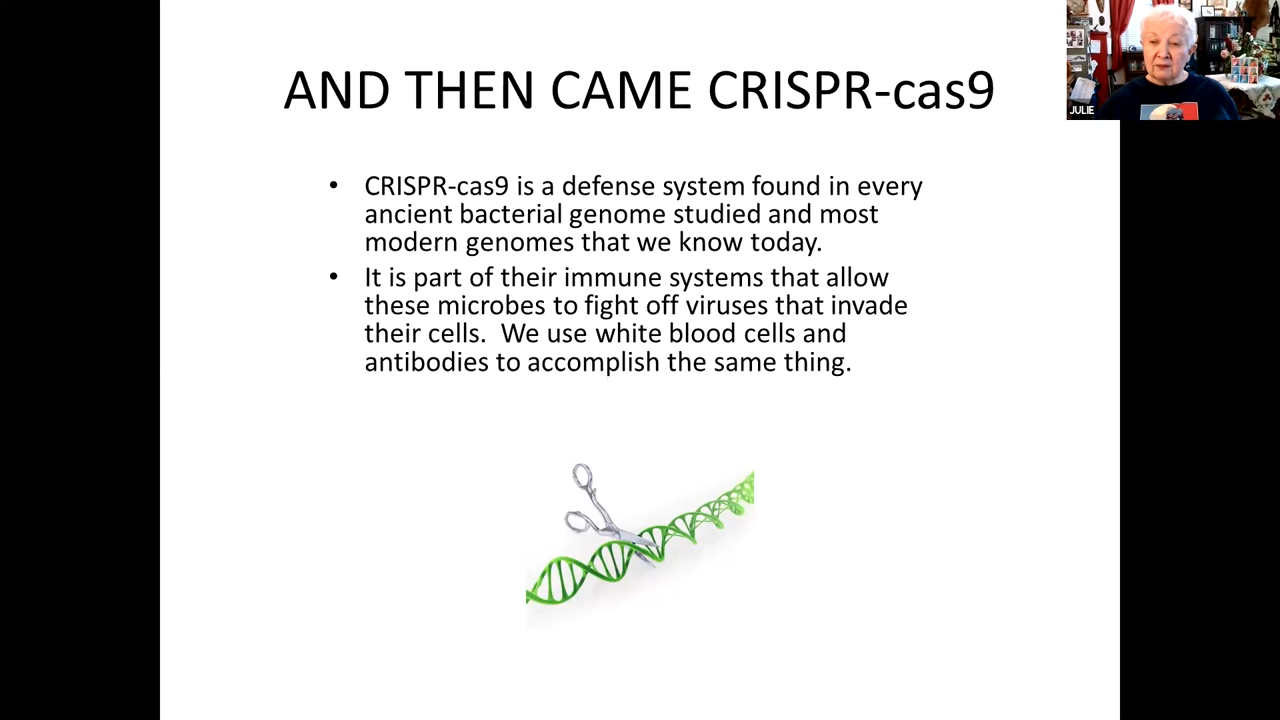 AND THEN CAME CRISPR-cas9
• CRISPR-cas9 is a defense system found in every
ancient bacterial genome studied and most
modern genomes that we know today.
• It is part of their immune systems that allow
these microbes to fight off viruses that invade
their cells.  We use white blood cells and
antibodies to accomplish the same thing.
JULIE